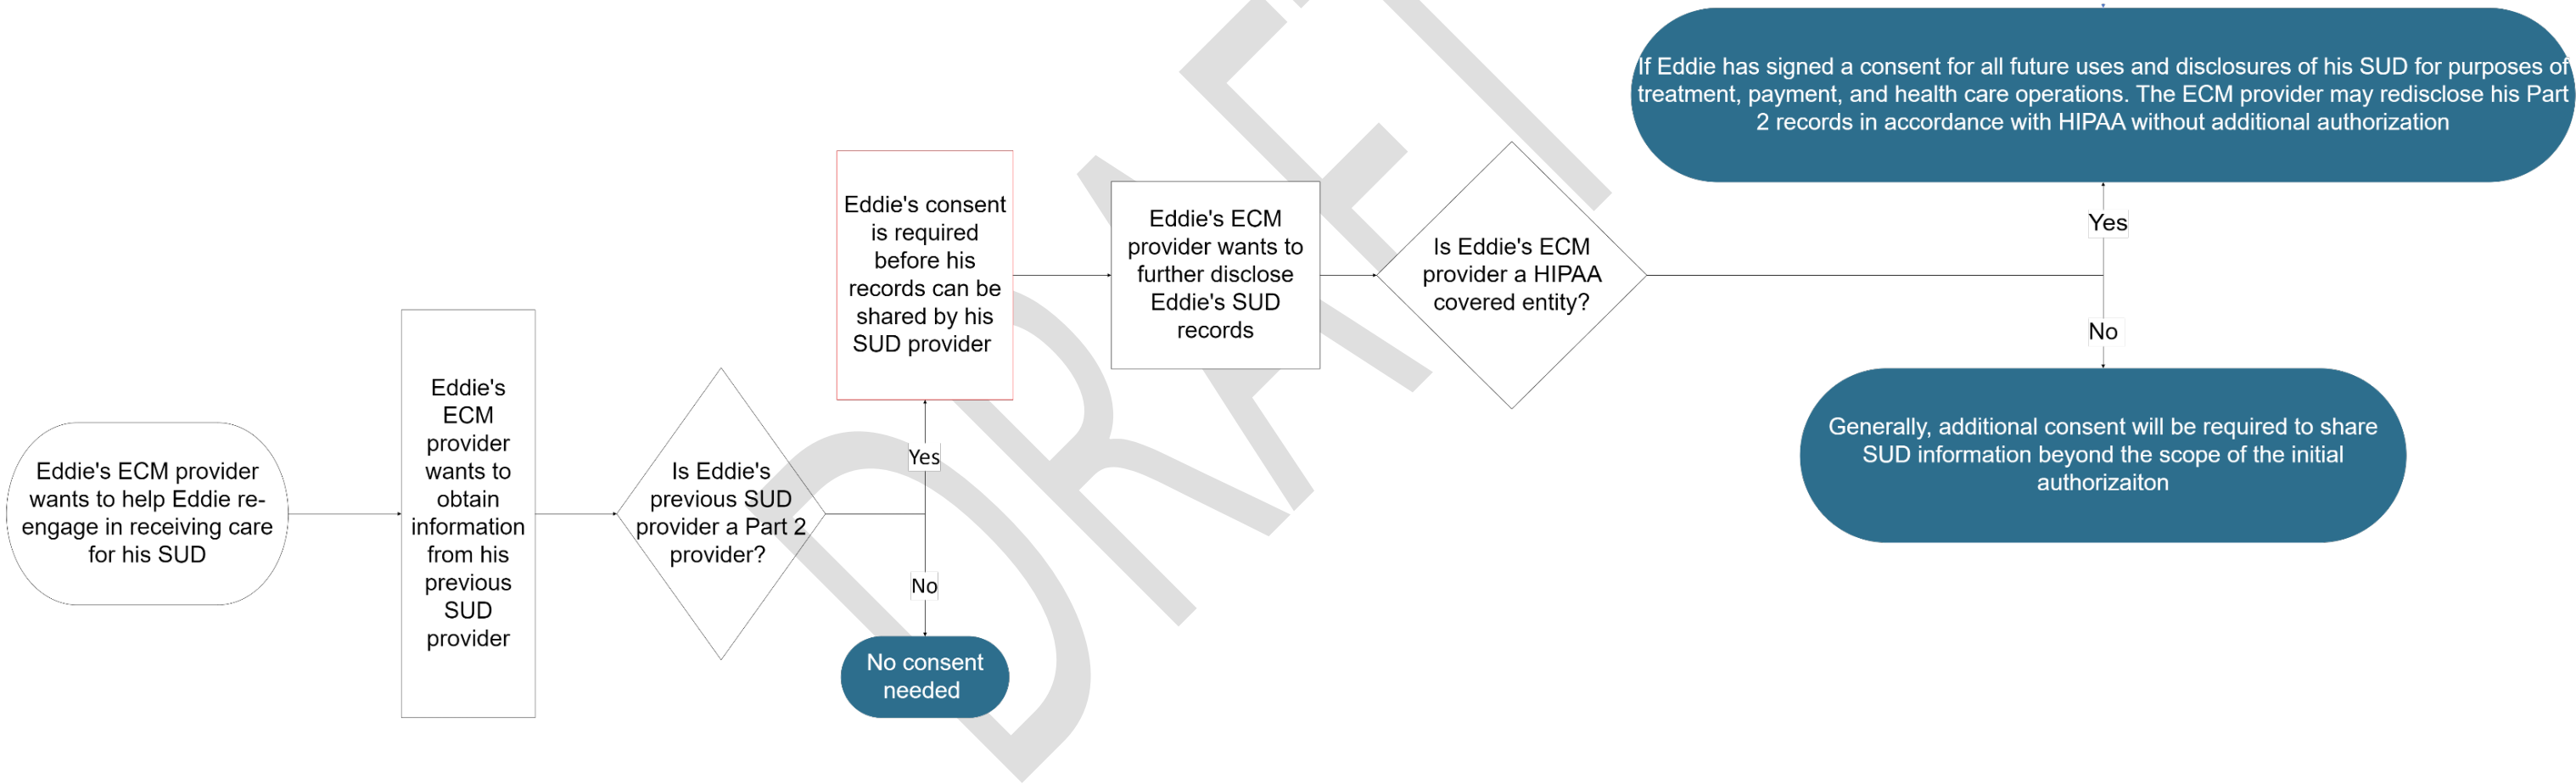 Eddie's ECM provider
wants to help Eddie re-
engage in receiving care
for his SUD
Eddie's
ECM
provider
wants to
obtain
information
from his
previous
SUD
provider
Is Eddie's
previous SUD
provider a Part 2
provider?
Yes
No
No consent
needed
Eddie's consent
is required
before his
records can be
shared by his
SUD provider
Eddie's ECM
provider wants to
further disclose
Eddie's SUD
records
Is Eddie's ECM
provider a HIPAA
covered entity?
Yes
No
If Eddie has signed a consent for all future uses and disclosures of his SUD for purposes of
treatment, payment, and health care operations. The ECM provider may redisclose his Part
2 records in accordance with HIPAA without additional authorization
Generally, additional consent will be required to share
SUD information beyond the scope of the initial
authorizaiton
DRAFT